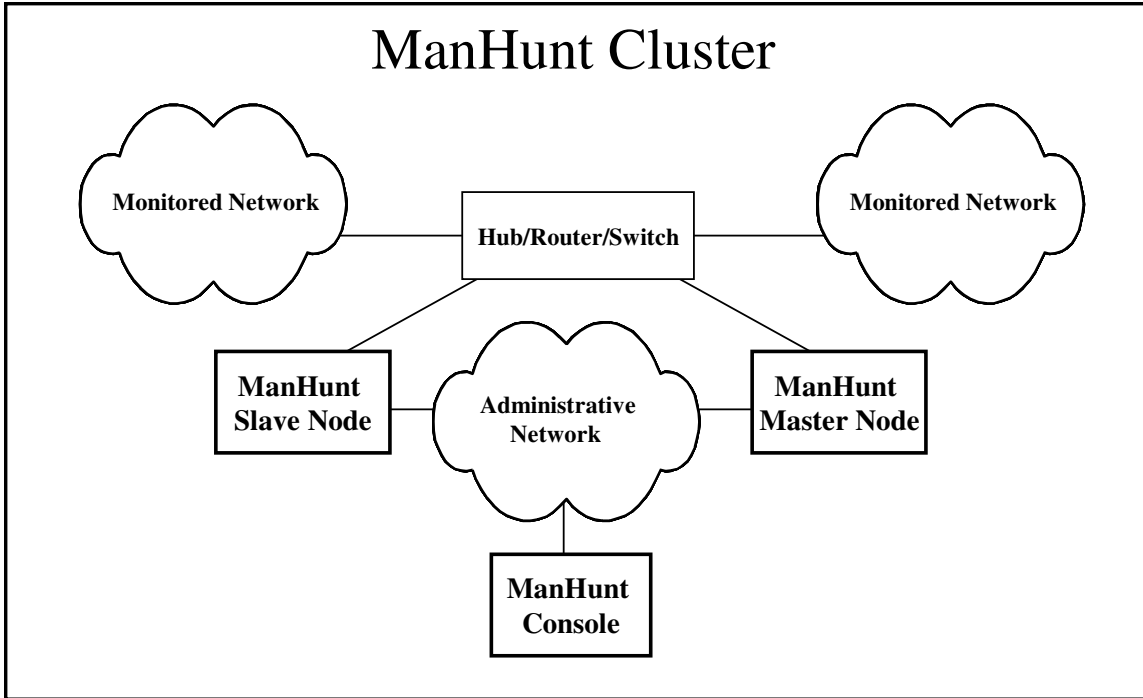 ManHunt Cluster
Monitored Network
Monitored Network
Hub/Router/Switch
ManHunt
Slave Node
Administrative
Network
ManHunt
Master Node
ManHunt
Console